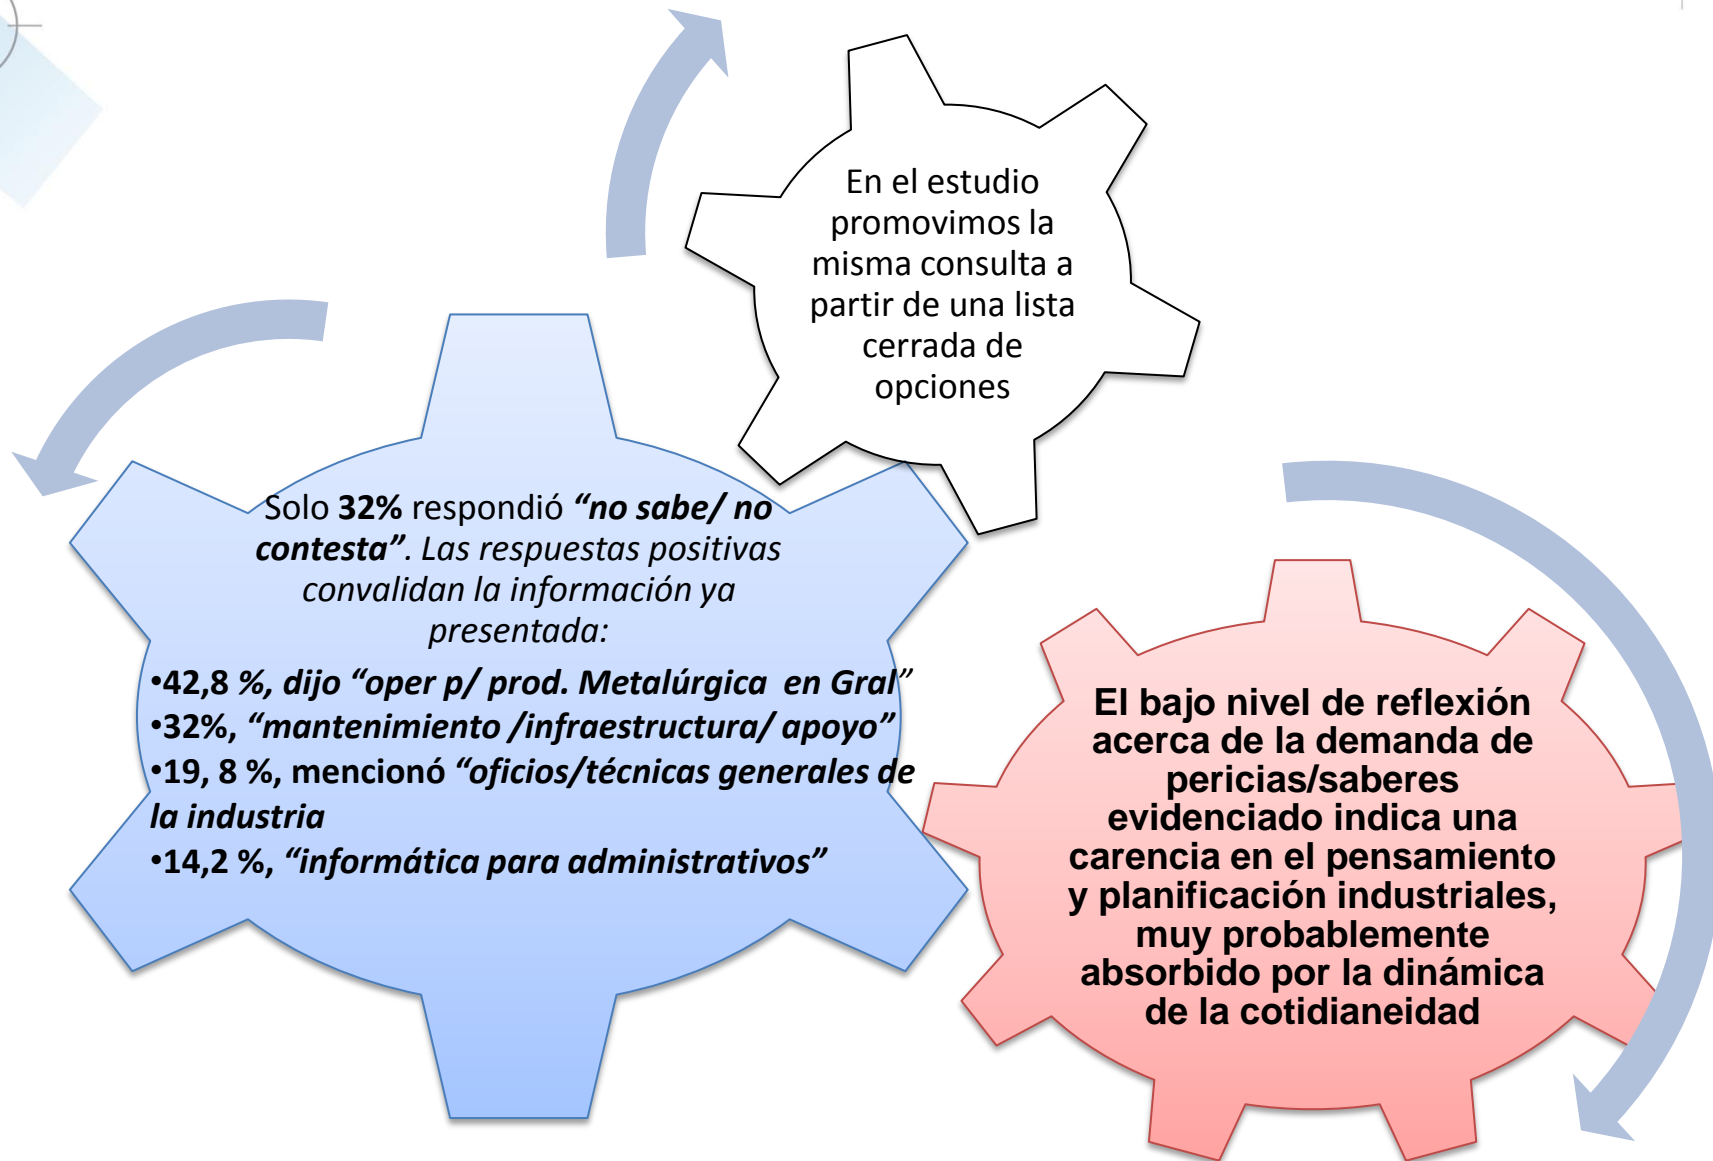 En el estudio
promovimos la
misma consulta a
partir de una lista
cerrada de
opciones
Solo 32% respondió “no sabe/ no
contesta”. Las respuestas positivas
convalidan la información ya
presentada:
•42,8 %, dijo “oper p/ prod. Metalúrgica  en Gral”
•32%, “mantenimiento /infraestructura/ apoyo”
•19, 8 %, mencionó “oficios/técnicas generales de
la industria
•14,2 %, “informática para administrativos”
El bajo nivel de reflexión
acerca de la demanda de
pericias/saberes
evidenciado indica una
carencia en el pensamiento
y planificación industriales,
muy probablemente
absorbido por la dinámica
de la cotidianeidad